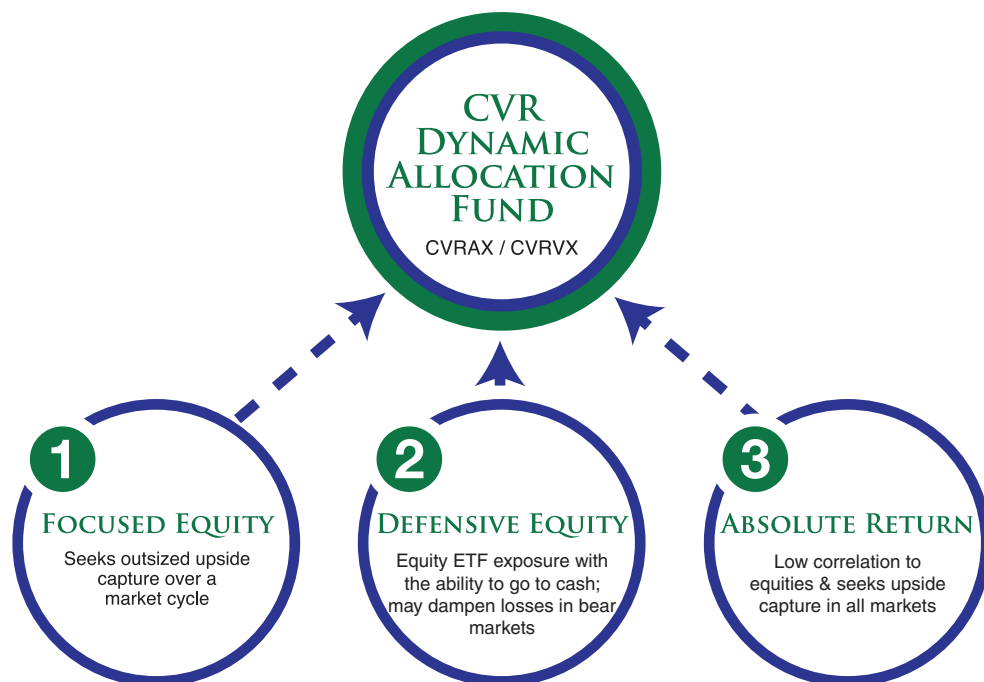 CVR
DYNAMIC
ALLOCATION
FUND
CVRAX / CVRVX
1
FOCUSED EQUITY
Seeks outsized upside
capture over a
market cycle
2
DEFENSIVE EQUITY
Equity ETF exposure with
the ability to go to cash;
may dampen losses in bear
markets
3
ABSOLUTE RETURN
Low correlation to
equities & seeks upside
capture in all markets